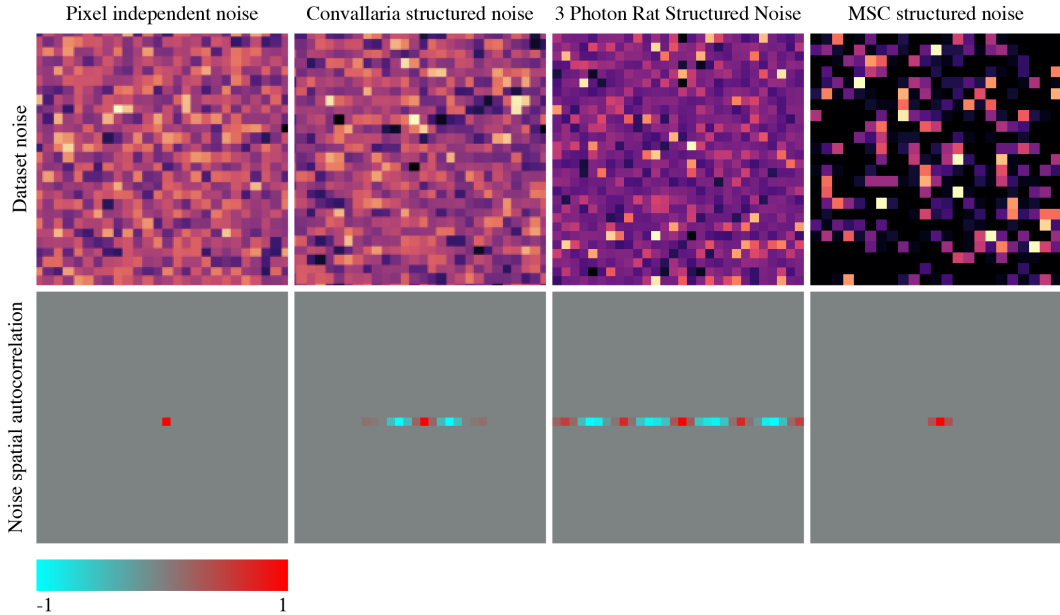 Pixel independent noise
Convallaria structured noise
3 Photon Rat Structured Noise
MSC structured noise
Dataset noise
Noise spatial autocorrelation
-1
1